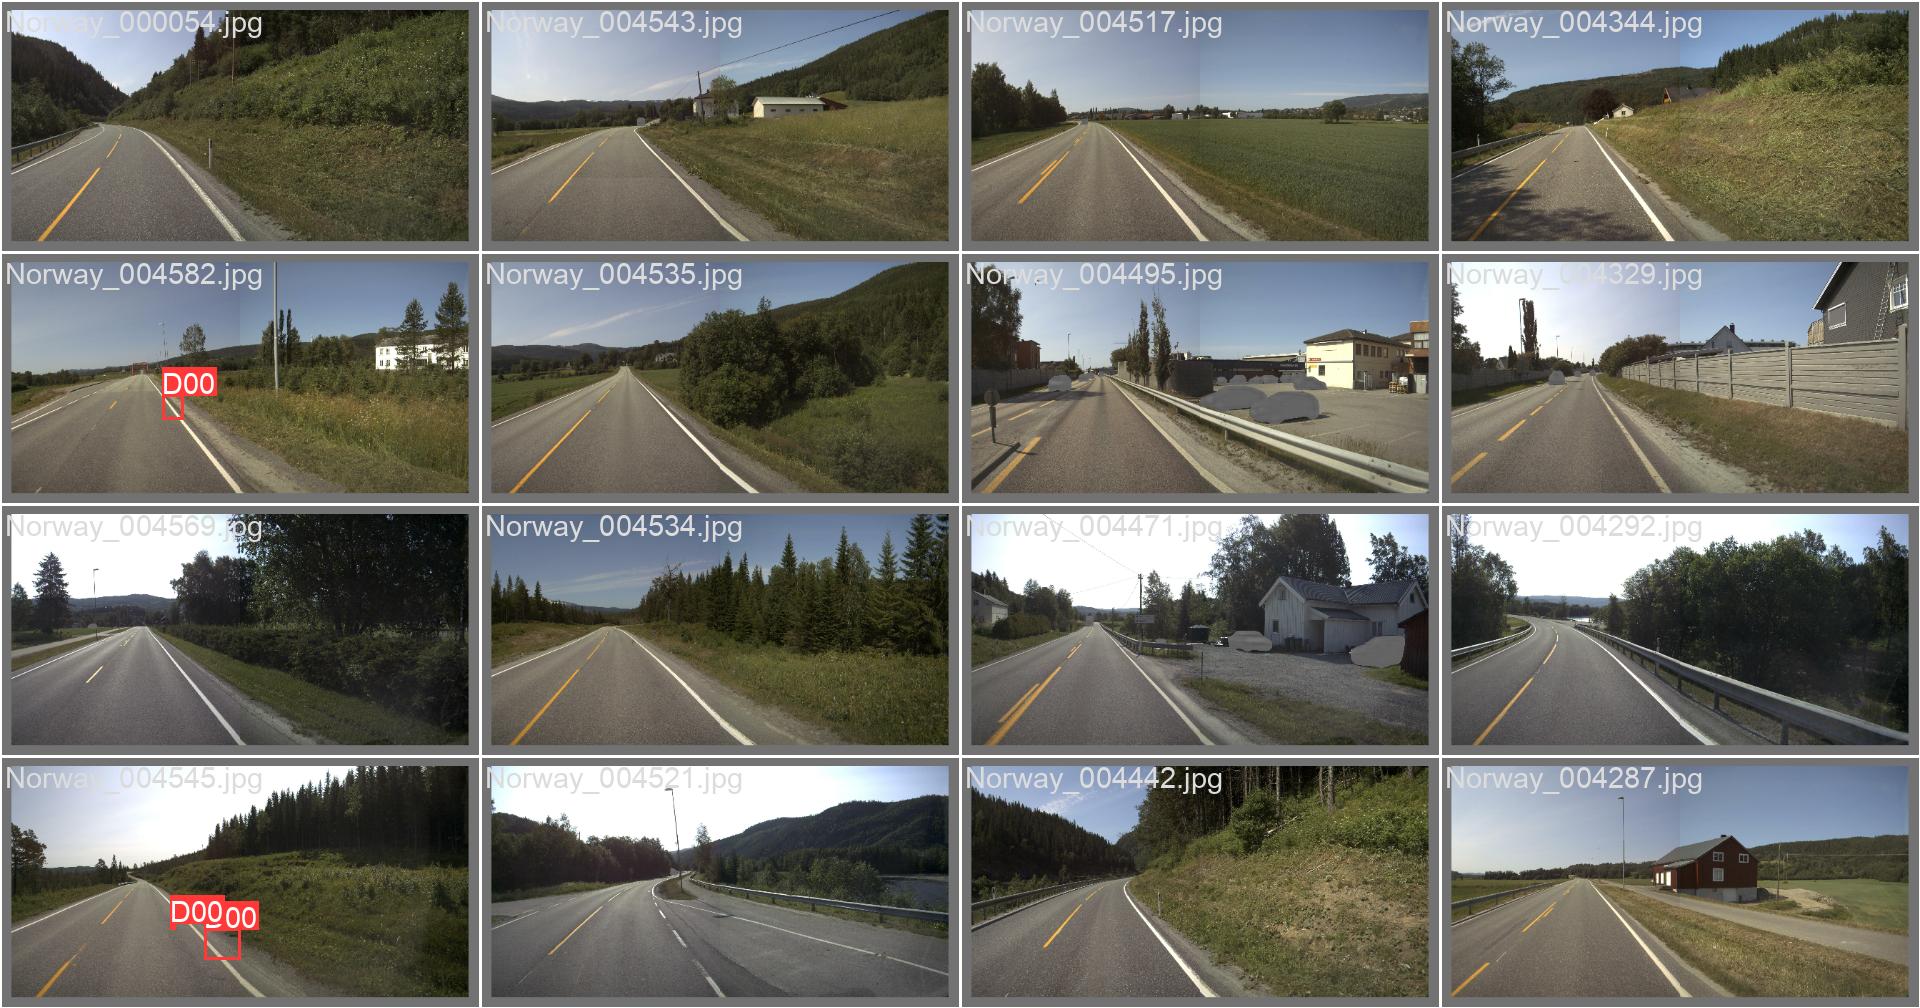 Norway_000054.jpg
Norway_004543.jpg
Norway_004517.jpg
Norway_004344.jpg
Norway_004582.jpg
D00
Norway_004535.jpg
Norway_004495.jpg
Norway_004329.jpg
Norway_004569.jpg
Norway_004534.jpg
Norway_004471.jpg
Norway_004292.jpg
Norway_004545.jpg
D00
D00
Norway_004521.jpg
Norway_004442.jpg
Norway_004287.jpg